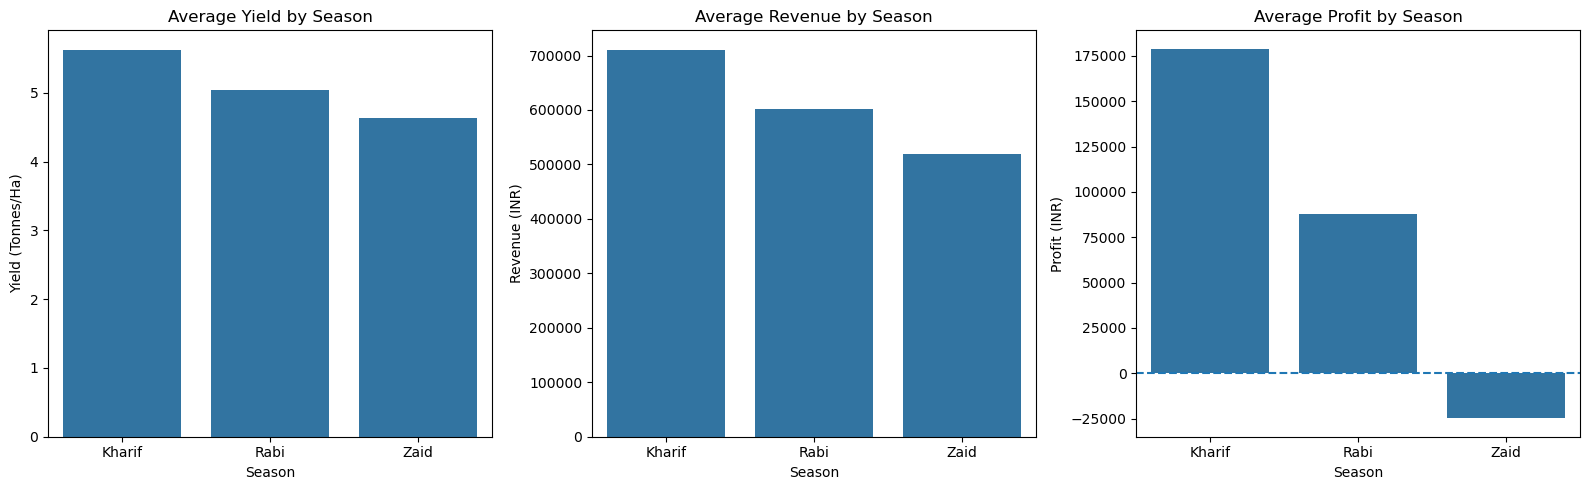 Average Yield by Season
Yield (Tonnes/Ha)
5
4
3
2
1
0
Kharif Rabi Zaid
Season
Average Revenue by Season
Revenue (INR)
700000
600000
500000
400000
300000
200000
100000
0
Kharif Rabi Zaid
Season
Average Profit by Season
Profit (INR)
175000
150000
125000
100000
75000
50000
25000
0
−25000
Kharif Rabi Zaid
Season